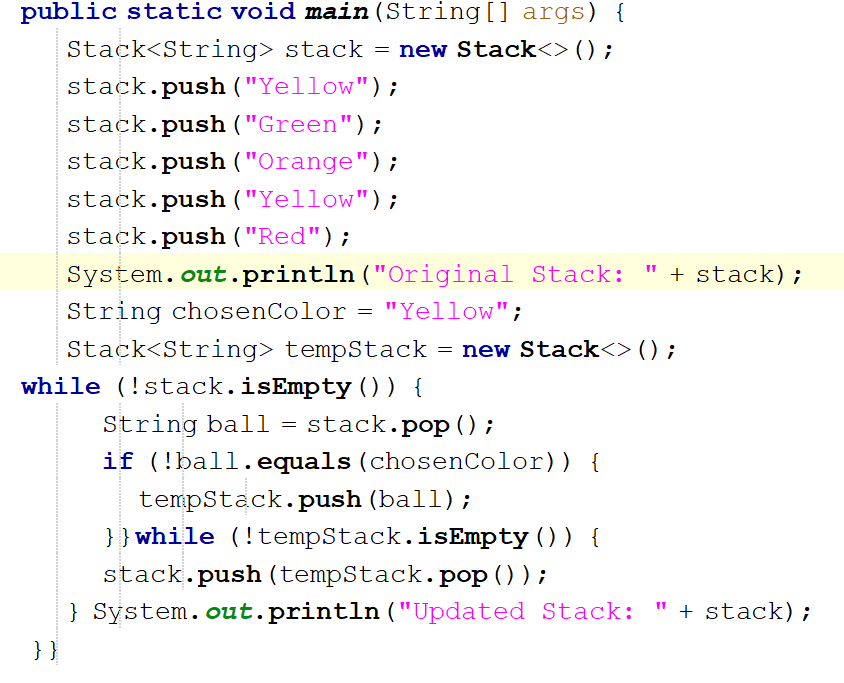 public static void main(String[] args) {
Stack<String> stack = new Stack<>();
stack.push("Yellow");
stack.push("Green");
stack.push("Orange");
stack.push("Yellow");
stack.push("Red");
System.out.println("Original Stack: " + stack);
String chosenColor = "Yellow";
Stack<String> tempStack = new Stack<>();
while (!stack.isEmpty()) {
String ball = stack.pop();
if (!ball.equals(chosenColor)) {
tempStack.push(ball);
}}while (!tempStack.isEmpty()) {
stack.push(tempStack.pop());
} System.out.println("Updated Stack: " + stack);
}}